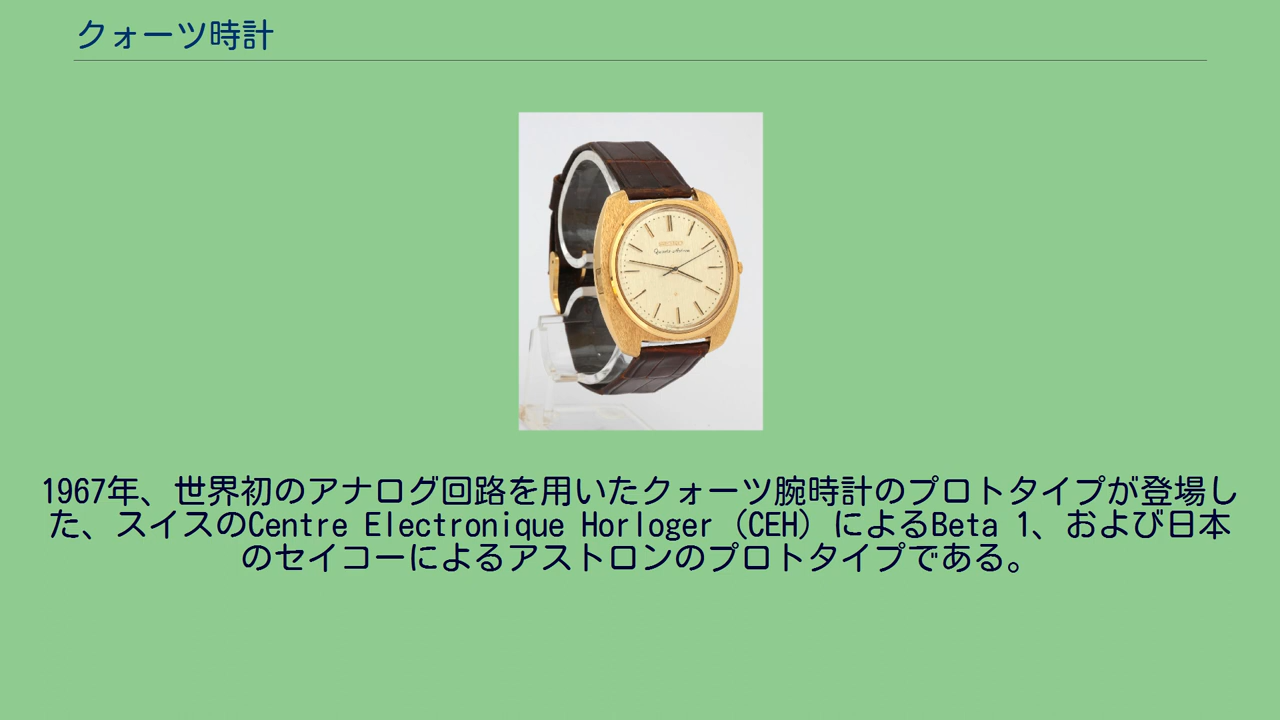 クォーツ時計
SEIKO
Quartz Astron
1967年、世界初のアナログ回路を用いたクォーツ腕時計のプロトタイプが登場し
た、スイスのCentre Electronique Horloger (CEH) によるBeta 1、および日本
のセイコーによるアストロンのプロトタイプである。